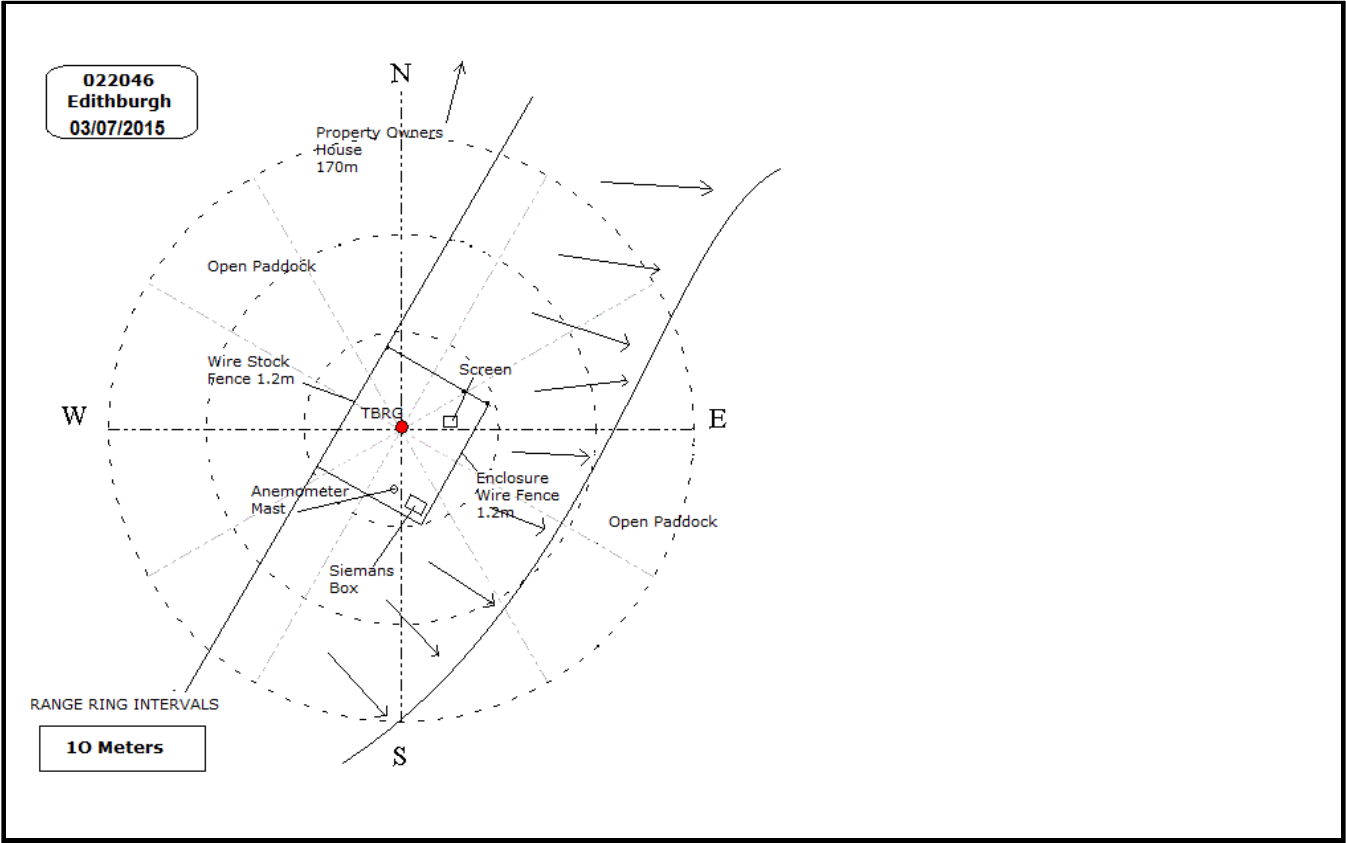 022046
Edithburgh
03/07/2015
N
Property Owners
House
170m
Open Paddock
Wire Stock
Fence 1.2m
Screen
W
TBRG
E
Enclosure
Wire Fence
1.2m
Anemometer
Mast
Open Paddock
Siemans
Box
RANGE RING INTERVALS
1O Meters
S